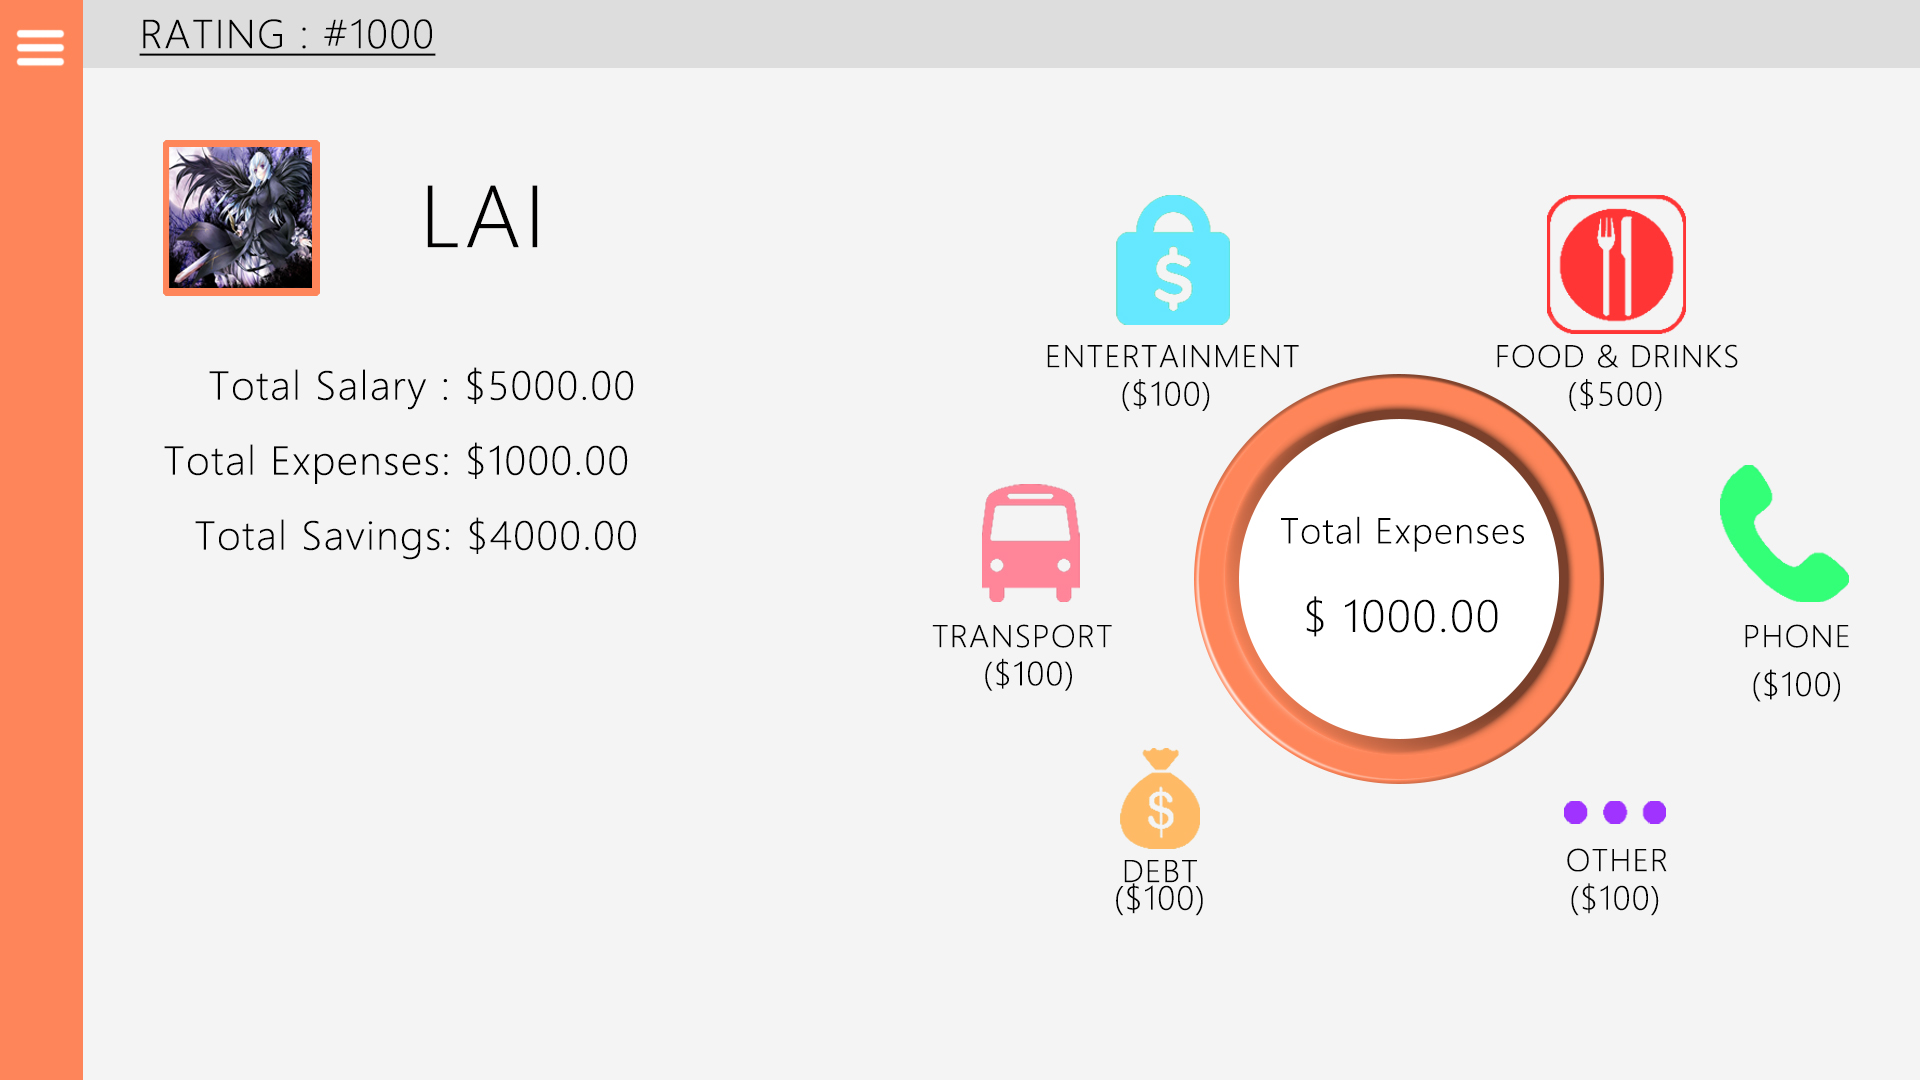 RATING : #1000
LAI
Total Salary : $5000.00
Total Expenses: $1000.00
Total Savings: $4000.00
ENTERTAINMENT
($100)
FOOD & DRINKS
($500)
TRANSPORT
($100)
Total Expenses
$ 1000.00
PHONE
($100)
$
$
DEBT
($100)
OTHER
($100)